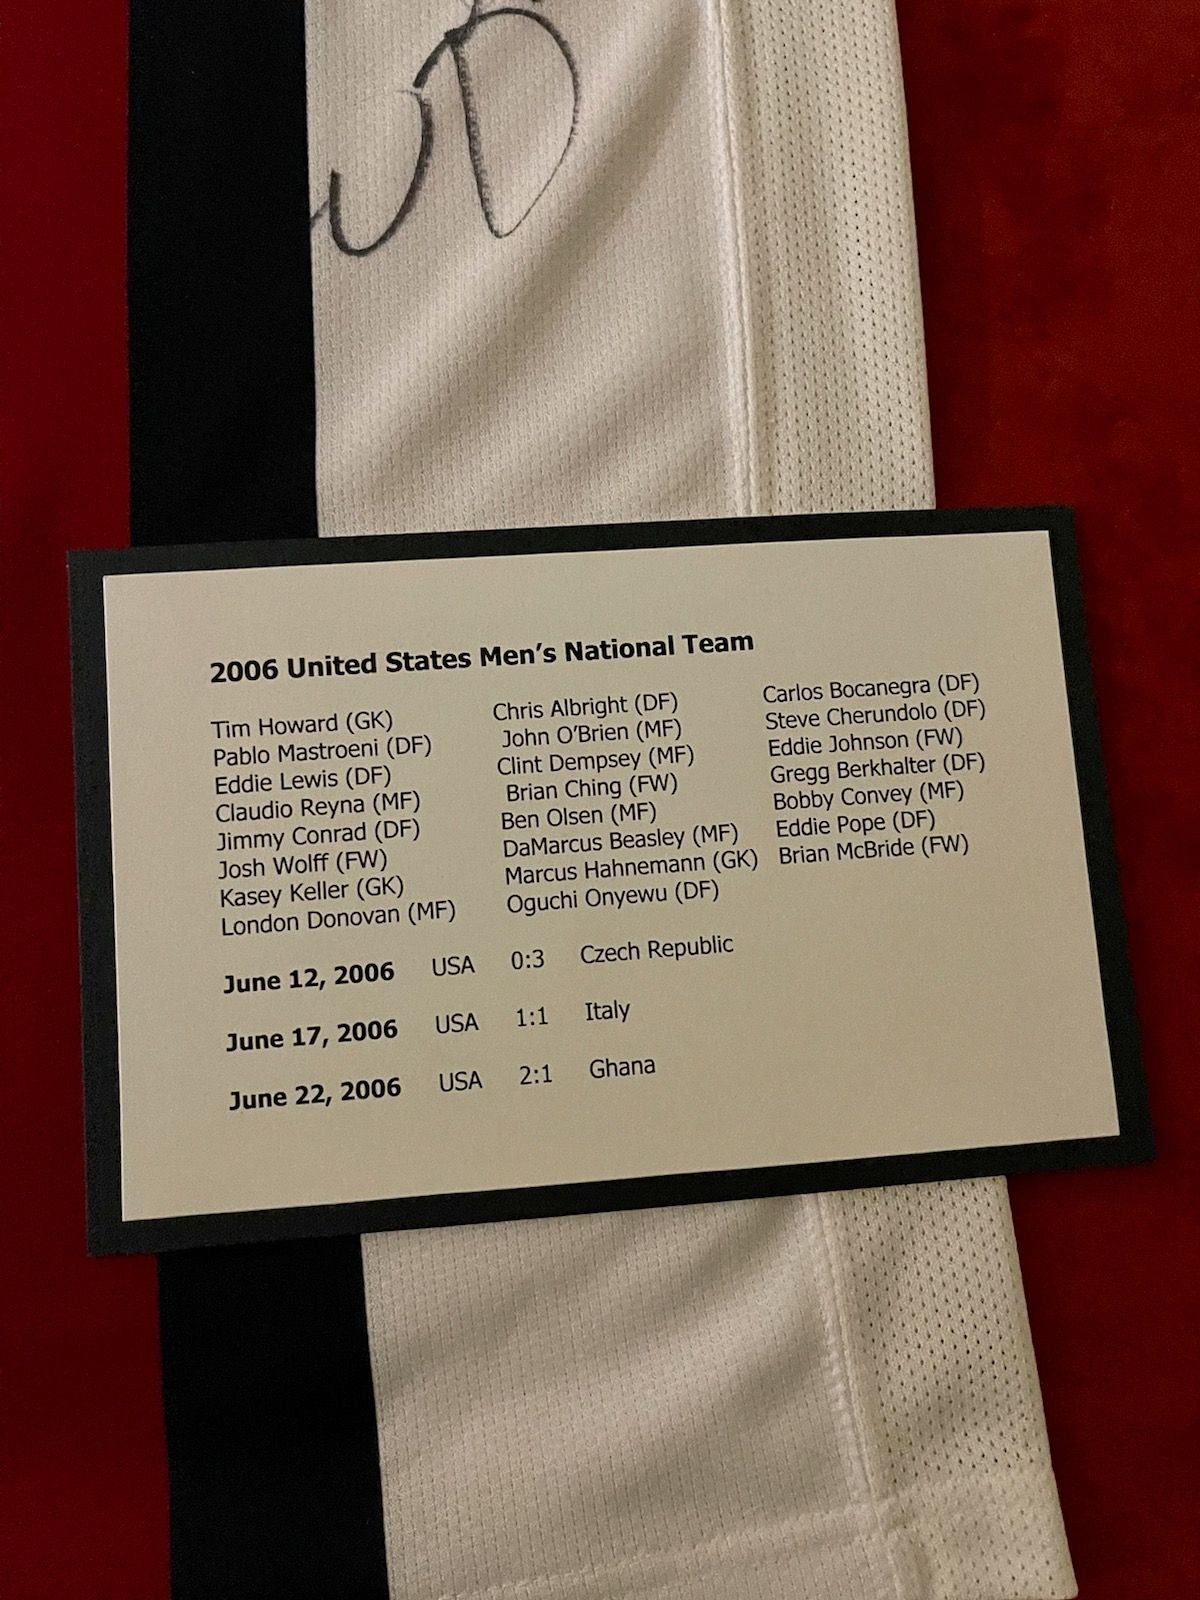 2006 United States Men's National Team
Tim Howard (GK)
Pablo Mastroeni (DF)
Eddie Lewis (DF)
Claudio Reyna (MF)
Jimmy Conrad (DF)
Josh Wolff (FW)
Kasey Keller (GK)
London Donovan (MF)
Chris Albright (DF)
John O'Brien (MF)
Clint Dempsey (MF)
Brian Ching (FW)
Ben Olsen (MF)
DaMarcus Beasley (MF)
Marcus Hahnemann (GK)
Oguchi Onyewu (DF)
Carlos Bocanegra (DF)
Steve Cherundolo (DF)
Eddie Johnson (FW)
Gregg Berkhalter (DF)
Bobby Convey (MF)
Eddie Pope (DF)
Brian McBride (FW)
June 12, 2006 USA 0:3 Czech Republic
June 17, 2006 USA 1:1 Italy
June 22, 2006 USA 2:1 Ghana